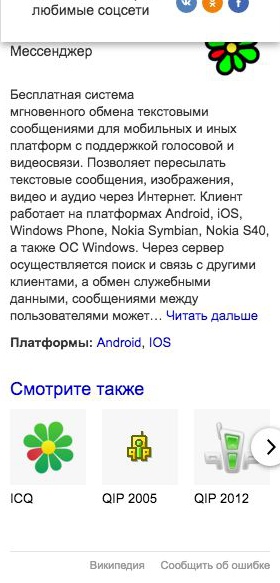 любимые соцсети
Мессенджер
Бесплатная система
мгновенного обмена текстовыми
сообщениями для мобильных и иных
платформ с поддержкой голосовой и
видеосвязи. Позволяет пересылать
текстовые сообщения, изображения,
видео и аудио через Интернет. Клиент
работает на платформах Android, iOS,
Windows Phone, Nokia Symbian, Nokia S40,
а также ОС Windows. Через сервер
осуществляется поиск и связь с другими
клиентами, а обмен служебными
данными, сообщениями между
пользователями может… Читать дальше
Платформы: Android, IOS
Смотрите также
ICQ QIP 2005 QIP 2012
Википедия Сообщить об ошибке